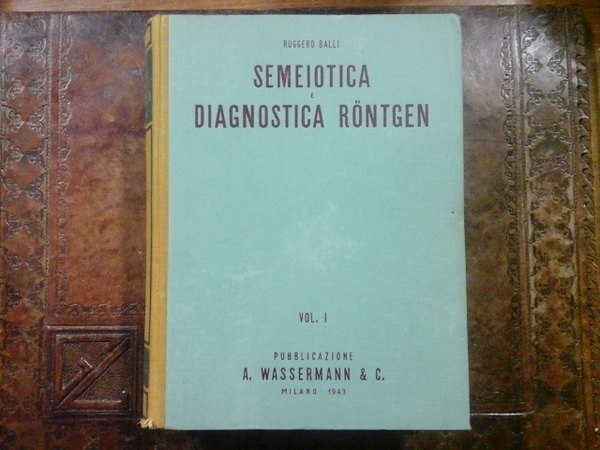 RUGGERO BALLI
SEMEIOTICA
E
DIAGNOSTICA RÖNTGEN
VOL. I
PUBBLICAZIONE
A. WASSERMANN & C.
MILANO 1943